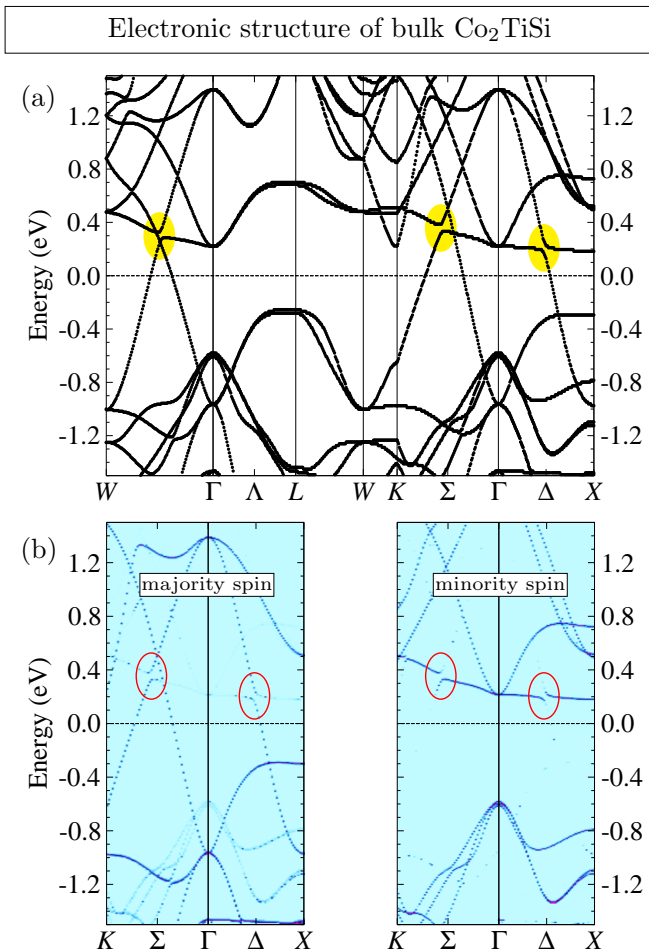 Electronic structure of bulk Co₂TiSi
(a)
Energy (eV)
1.2 1.2
0.8 0.8
0.4 0.4
0.0 0.0
-0.4 -0.4
-0.8 -0.8
-1.2 -1.2
W Γ Λ L W K Σ Γ Δ X
(b)
majority spin minority spin
Energy (eV)
1.2 1.2
0.8 0.8
0.4 0.4
0.0 0.0
-0.4 -0.4
-0.8 -0.8
-1.2 -1.2
K Σ Γ Δ X K Σ Γ Δ X